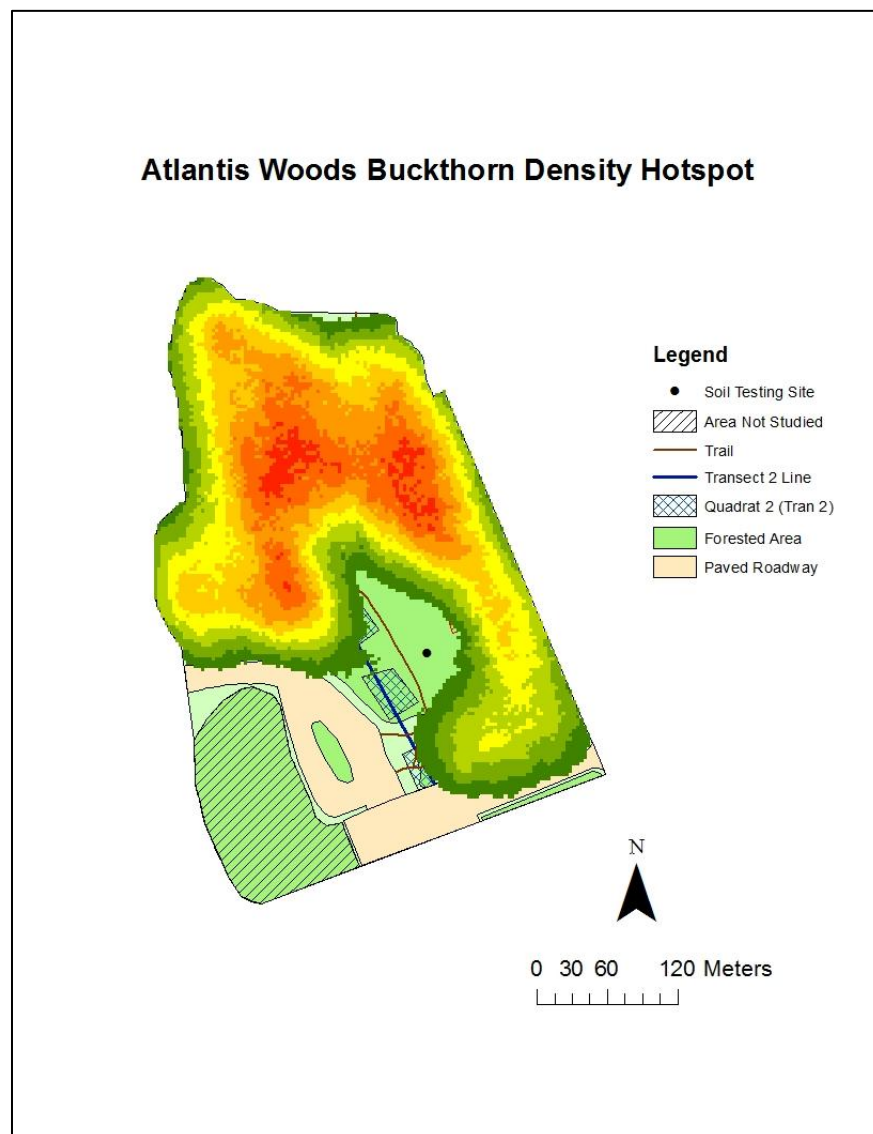 Atlantis Woods Buckthorn Density Hotspot
Legend
Soil Testing Site
Area Not Studied
Trail
Transect 2 Line
Quadrat 2 (Tran 2)
Forested Area
Paved Roadway
N
0 30 60 120 Meters